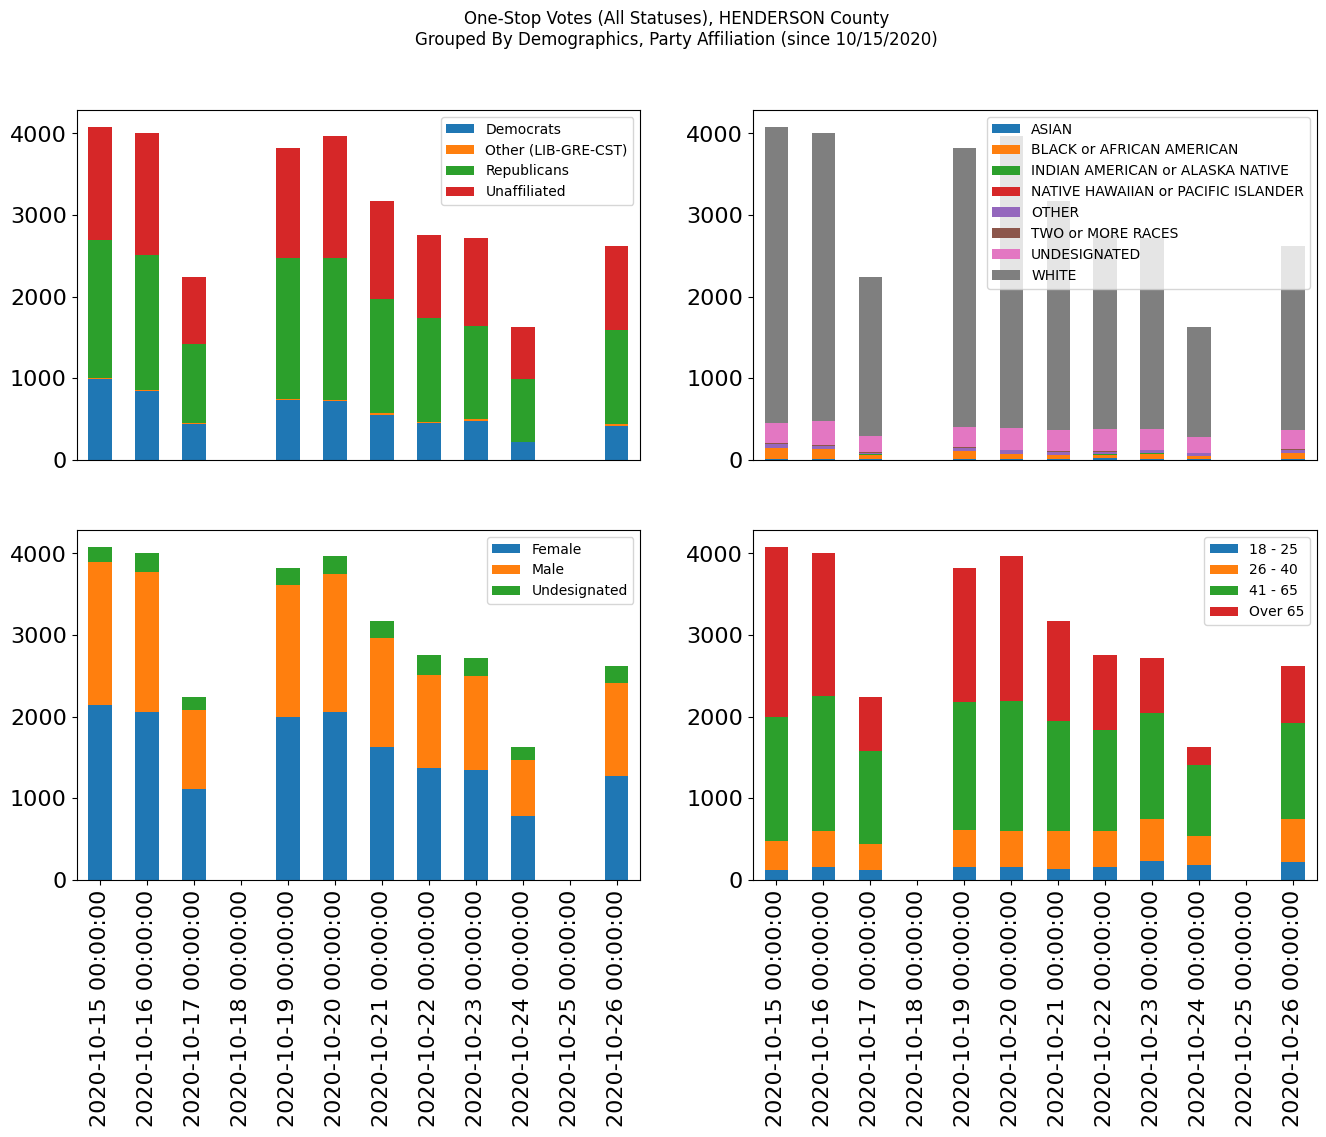 One-Stop Votes (All Statuses), HENDERSON County
Grouped By Demographics, Party Affiliation (since 10/15/2020)
4000
3000
2000
1000
0
Democrats
Other (LIB-GRE-CST)
Republicans
Unaffiliated
4000
3000
2000
1000
0
ASIAN
BLACK or AFRICAN AMERICAN
INDIAN AMERICAN or ALASKA NATIVE
NATIVE HAWAIIAN or PACIFIC ISLANDER
OTHER
TWO or MORE RACES
UNDESIGNATED
WHITE
4000
3000
2000
1000
0
Female
Male
Undesignated
2020-10-15 00:00:00
2020-10-16 00:00:00
2020-10-17 00:00:00
2020-10-18 00:00:00
2020-10-19 00:00:00
2020-10-20 00:00:00
2020-10-21 00:00:00
2020-10-22 00:00:00
2020-10-23 00:00:00
2020-10-24 00:00:00
2020-10-25 00:00:00
2020-10-26 00:00:00
4000
3000
2000
1000
0
18 - 25
26 - 40
41 - 65
Over 65
2020-10-15 00:00:00
2020-10-16 00:00:00
2020-10-17 00:00:00
2020-10-18 00:00:00
2020-10-19 00:00:00
2020-10-20 00:00:00
2020-10-21 00:00:00
2020-10-22 00:00:00
2020-10-23 00:00:00
2020-10-24 00:00:00
2020-10-25 00:00:00
2020-10-26 00:00:00